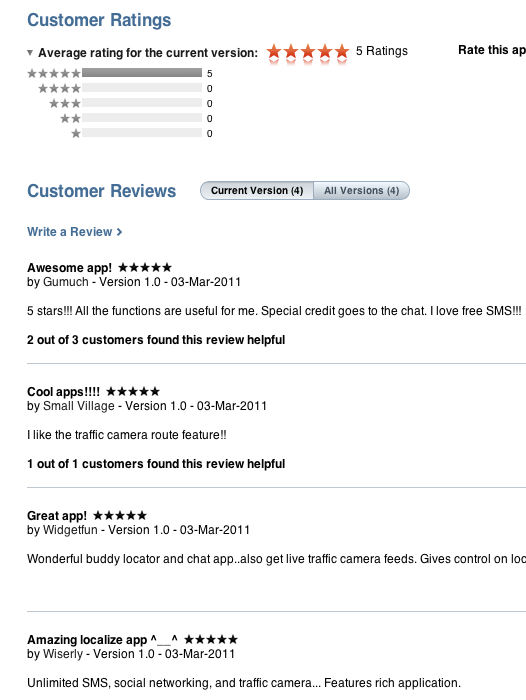 Customer Ratings
▼ Average rating for the current version: ★★★★★ 5 Ratings Rate this ap
★★★★★ 5
★★★★ 0
★★★ 0
★★ 0
★ 0
Customer Reviews Current Version (4) All Versions (4)
Write a Review >
Awesome app! ★★★★★
by Gumuch - Version 1.0 - 03-Mar-2011
5 stars!!! All the functions are useful for me. Special credit goes to the chat. I love free SMS!!!
2 out of 3 customers found this review helpful
Cool apps!!!! ★★★★★
by Small Village - Version 1.0 - 03-Mar-2011
I like the traffic camera route feature!!
1 out of 1 customers found this review helpful
Great app! ★★★★★
by Widgetfun - Version 1.0 - 03-Mar-2011
Wonderful buddy locator and chat app..also get live traffic camera feeds. Gives control on loc
Amazing localize app ^__^ ★★★★★
by Wiserly - Version 1.0 - 03-Mar-2011
Unlimited SMS, social networking, and traffic camera... Features rich application.